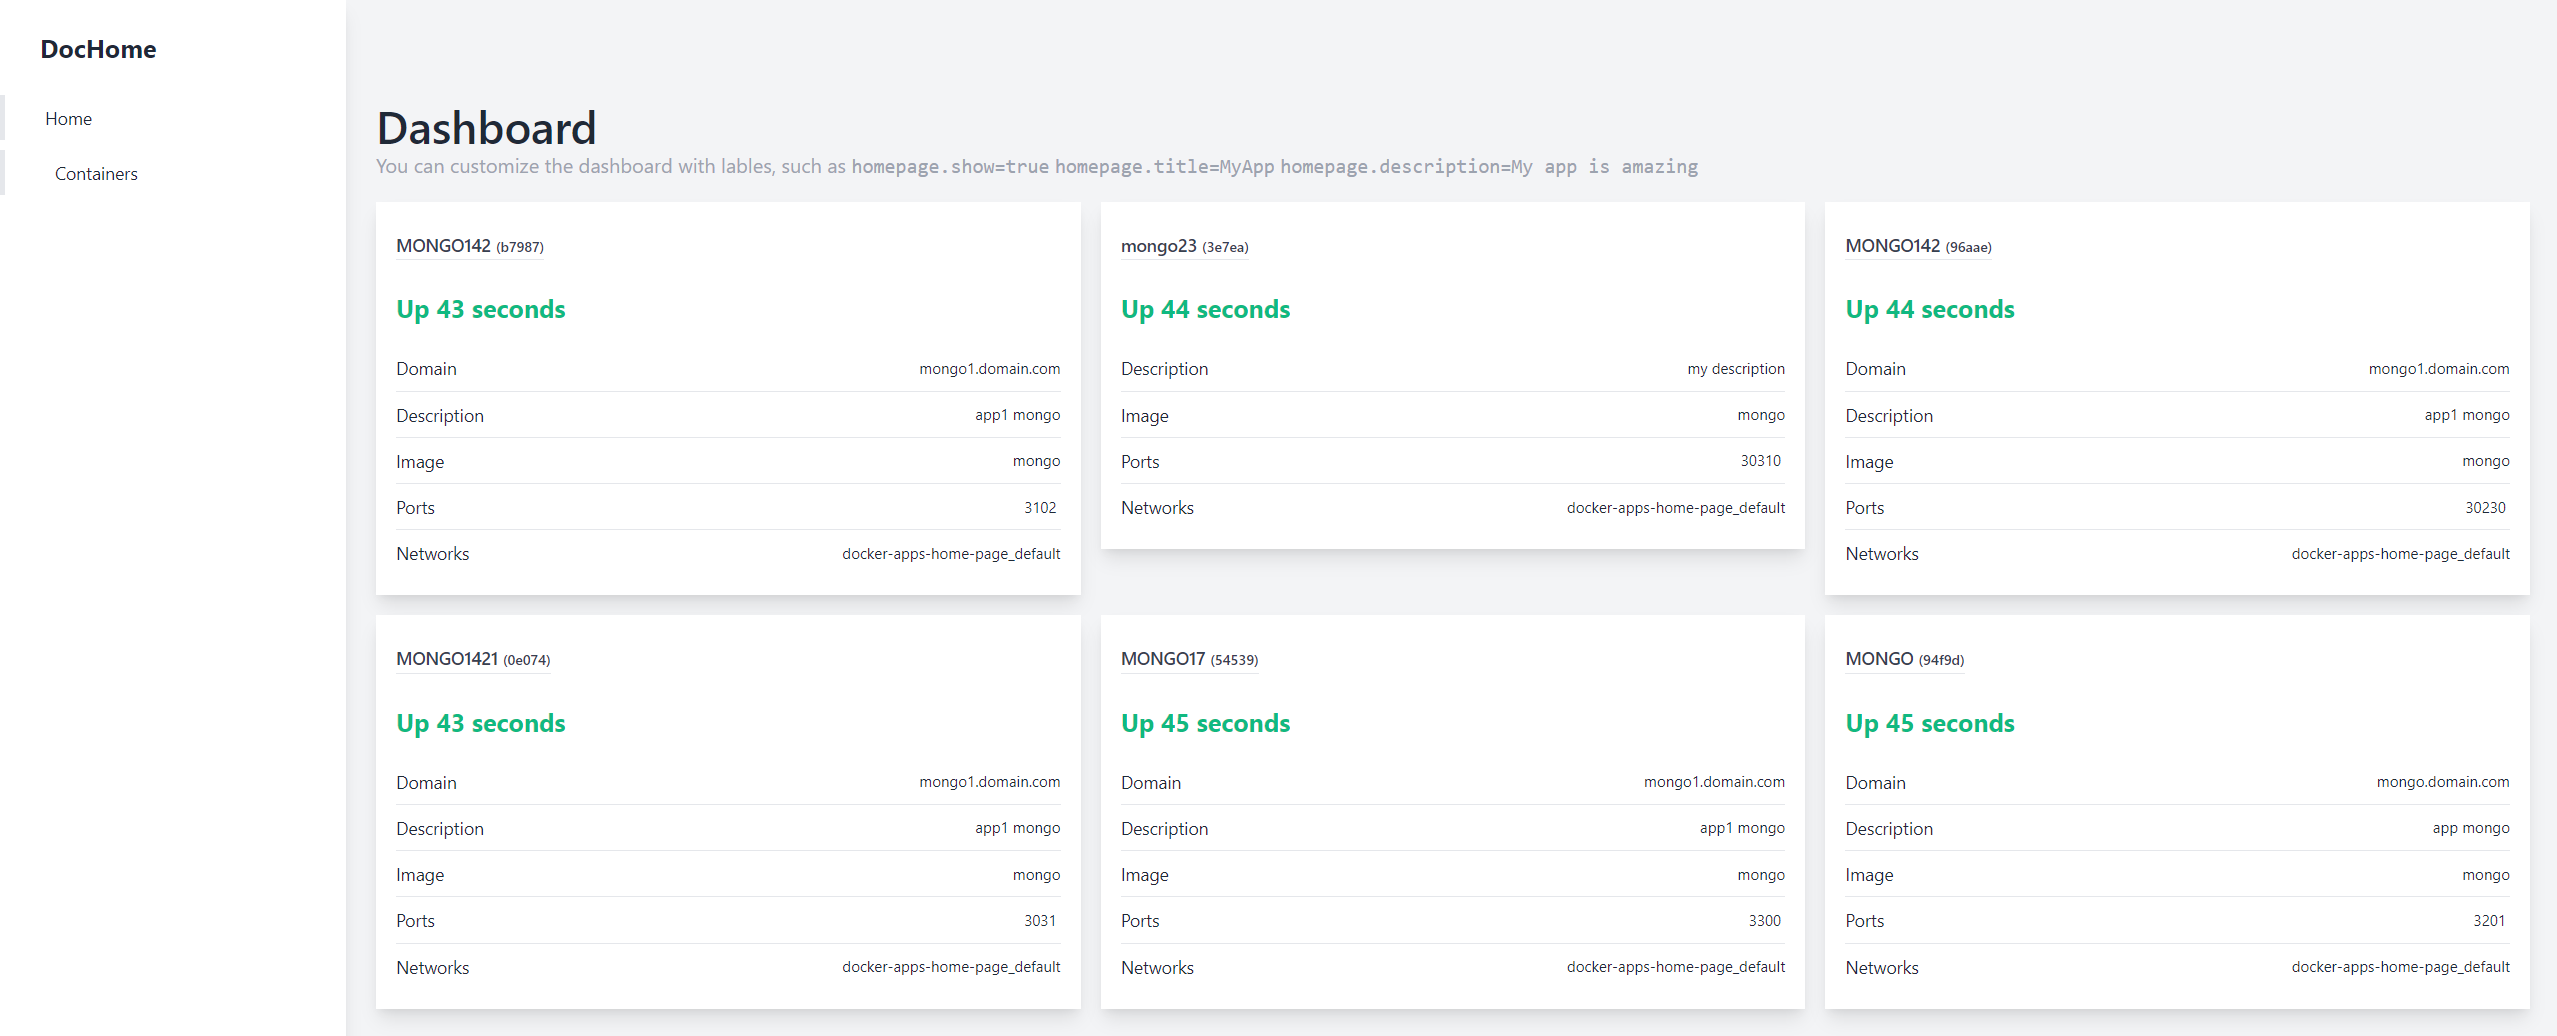 DocHome
Home
Containers
Dashboard
You can customize the dashboard with lables, such as homepage.show=true homepage.title=MyApp homepage.description=My app is amazing
MONGO142 (b7987)
Up 43 seconds
Domain mongo1.domain.com
Description app1 mongo
Image mongo
Ports 3102
Networks docker-apps-home-page_default
mongo23 (3e7ea)
Up 44 seconds
Description my description
Image mongo
Ports 30310
Networks docker-apps-home-page_default
MONGO142 (96aae)
Up 44 seconds
Domain mongo1.domain.com
Description app1 mongo
Image mongo
Ports 30230
Networks docker-apps-home-page_default
MONGO1421 (0e074)
Up 43 seconds
Domain mongo1.domain.com
Description app1 mongo
Image mongo
Ports 3031
Networks docker-apps-home-page_default
MONGO17 (54539)
Up 45 seconds
Domain mongo1.domain.com
Description app1 mongo
Image mongo
Ports 3300
Networks docker-apps-home-page_default
MONGO (94f9d)
Up 45 seconds
Domain mongo.domain.com
Description app mongo
Image mongo
Ports 3201
Networks docker-apps-home-page_default